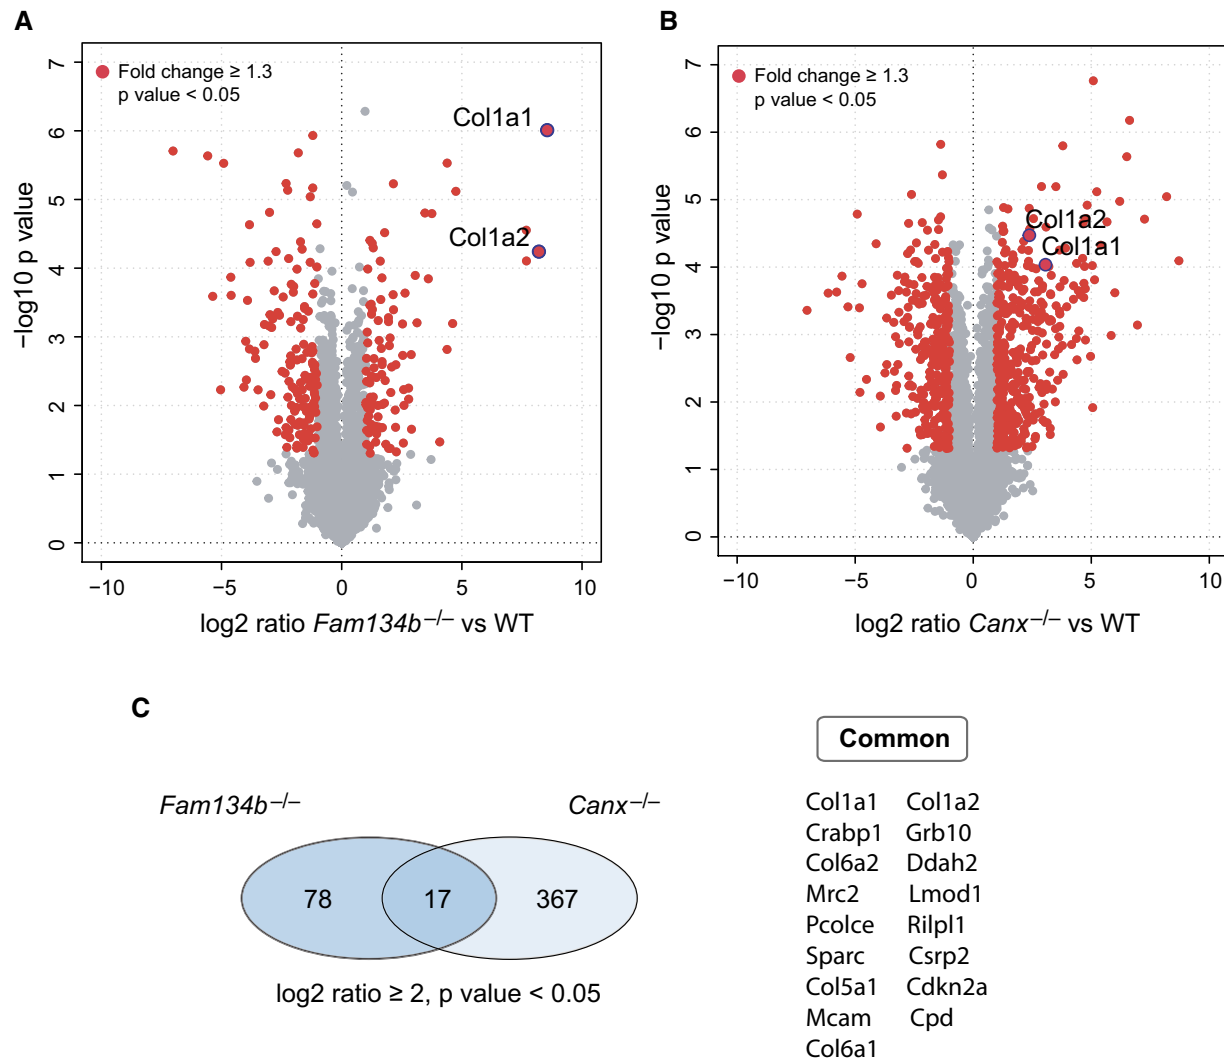 A
Fold change ≥ 1.3
p value < 0.05
Col1a1
Col1a2
7
6
5
4
3
2
1
0
−log10 p value
−10 −5 0 5 10
log2 ratio Fam134b−/− vs WT
B
Fold change ≥ 1.3
p value < 0.05
Col1a2
Col1a1
7
6
5
4
3
2
1
0
−log10 p value
−10 −5 0 5 10
log2 ratio Canx−/− vs WT
C
Fam134b−/− Canx−/−
78 17 367
log2 ratio ≥ 2, p value < 0.05
Common
Col1a1 Col1a2
Crabp1 Grb10
Col6a2 Ddah2
Mrc2 Lmod1
Pcolce Rilpl1
Sparc Csrp2
Col5a1 Cdkn2a
Mcam Cpd
Col6a1